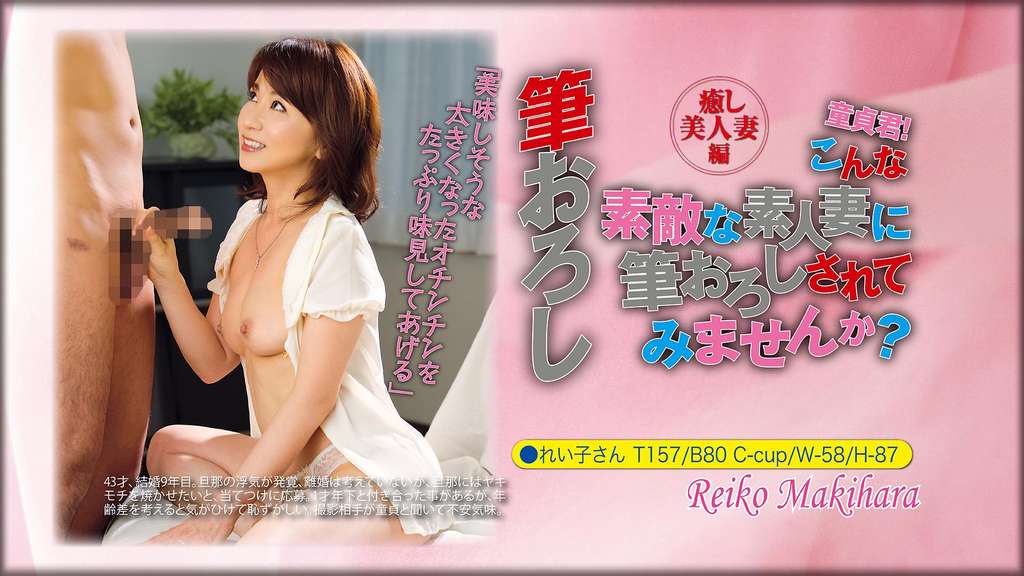 「美味しそうな
太きくなったオチンチンを
たっぷり味見してあげる」
筆おろし
癒し
美人妻
編
童貞君!
こんな
素敵な素人妻に
筆おろしされて
みませんか?
●れい子さん T157/B80 C-cup/W-58/H-87
Reiko Makihara
43才、結婚9年目。旦那の浮気が発覚、離婚は考えていないが、旦那にはヤキ
モチを焼かせたいと、当てつけに応募。1才年下と付き合った事があるが、年
齢差を考えると気がひけて恥ずかしい。撮影相手が童貞と聞いて不安気味。